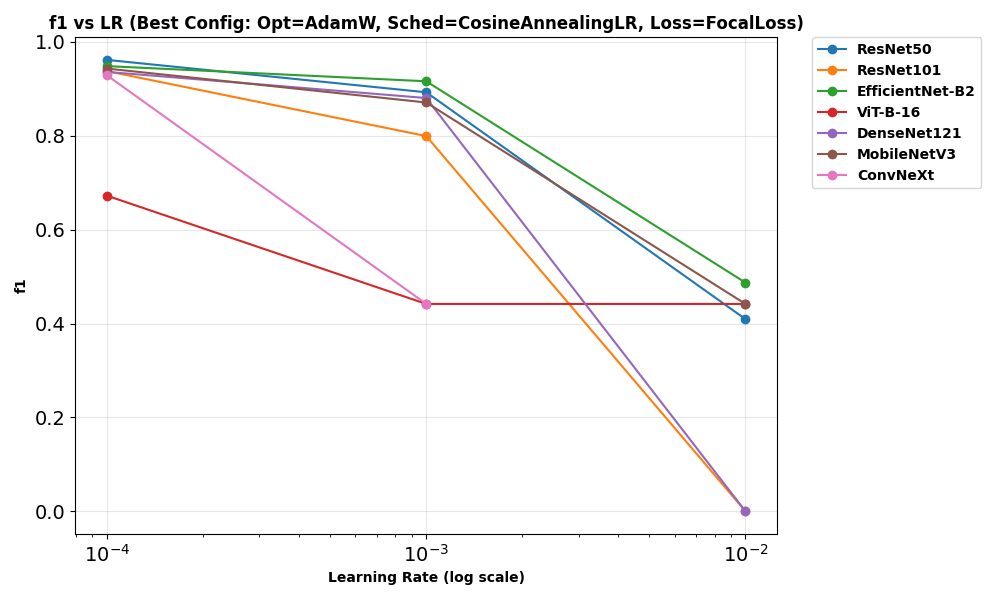 f1 vs LR (Best Config: Opt=AdamW, Sched=CosineAnnealingLR, Loss=FocalLoss)
1.0
0.8
0.6
0.4
0.2
0.0
f1
10⁻⁴
10⁻³
10⁻²
Learning Rate (log scale)
ResNet50
ResNet101
EfficientNet-B2
ViT-B-16
DenseNet121
MobileNetV3
ConvNeXt